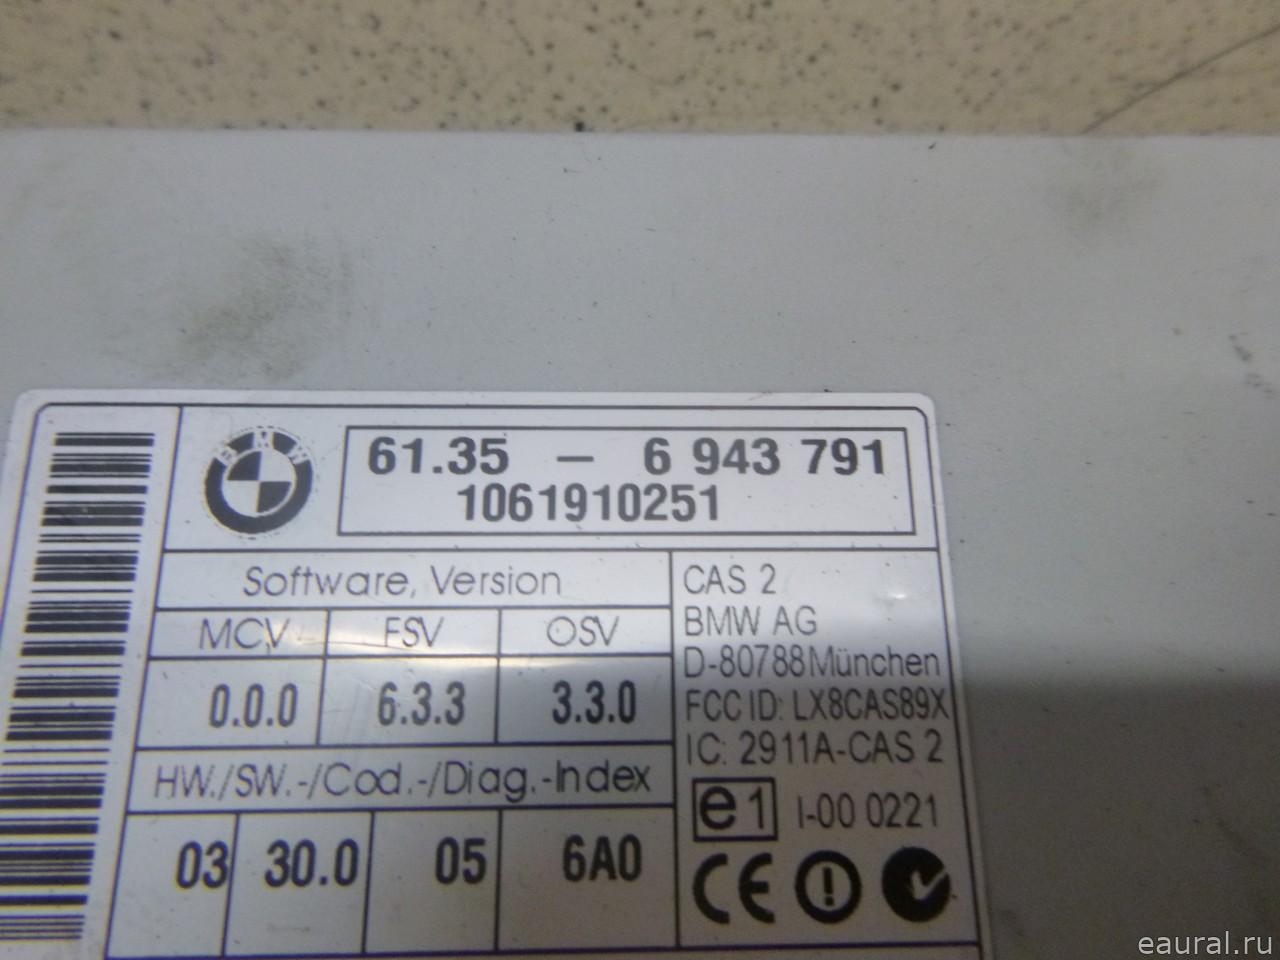 BMW
61.35 – 6 943 791
1061910251
Software, Version
MCV FSV OSV
0.0.0 6.3.3 3.3.0
HW./SW.-/Cod.-/Diag.-Index
03 30.0 05 6A0
CAS 2
BMW AG
D-80788 München
FCC ID: LX8CAS89X
IC: 2911A-CAS 2
e1 I-00 0221
CE
eaural.ru